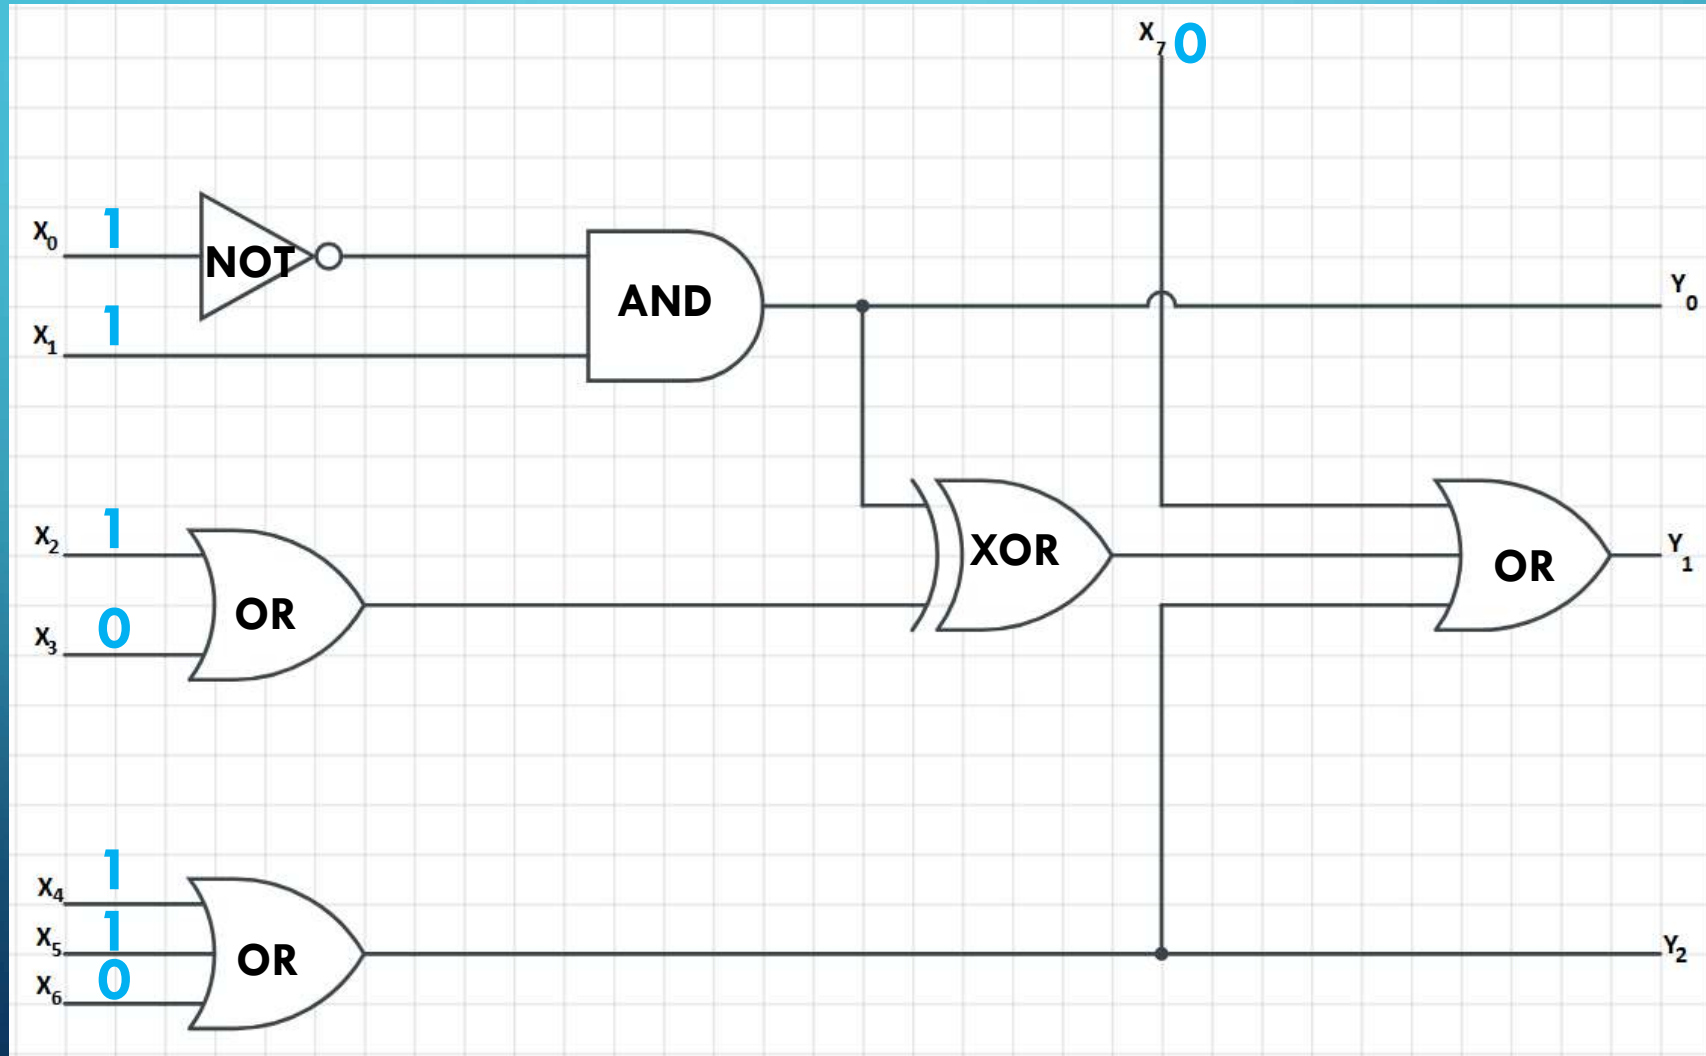 X7 0
X0 1
NOT
AND
Y0
X1 1
X2 1
XOR
OR
Y1
OR
X3 0
X4 1
X5 1
OR
Y2
X6 0